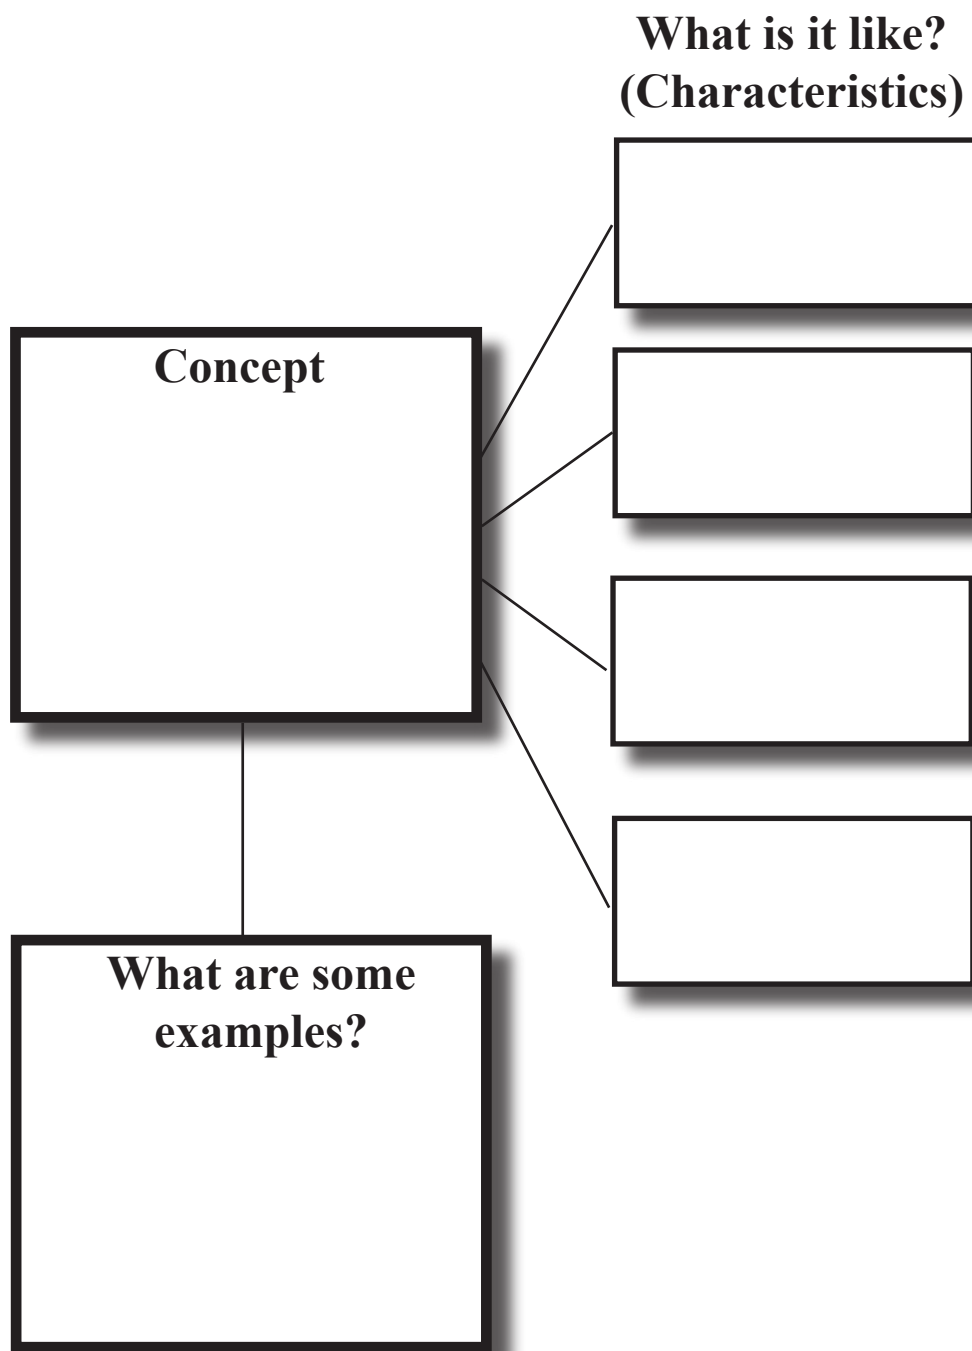 What is it like?
(Characteristics)
Concept
What are some
examples?